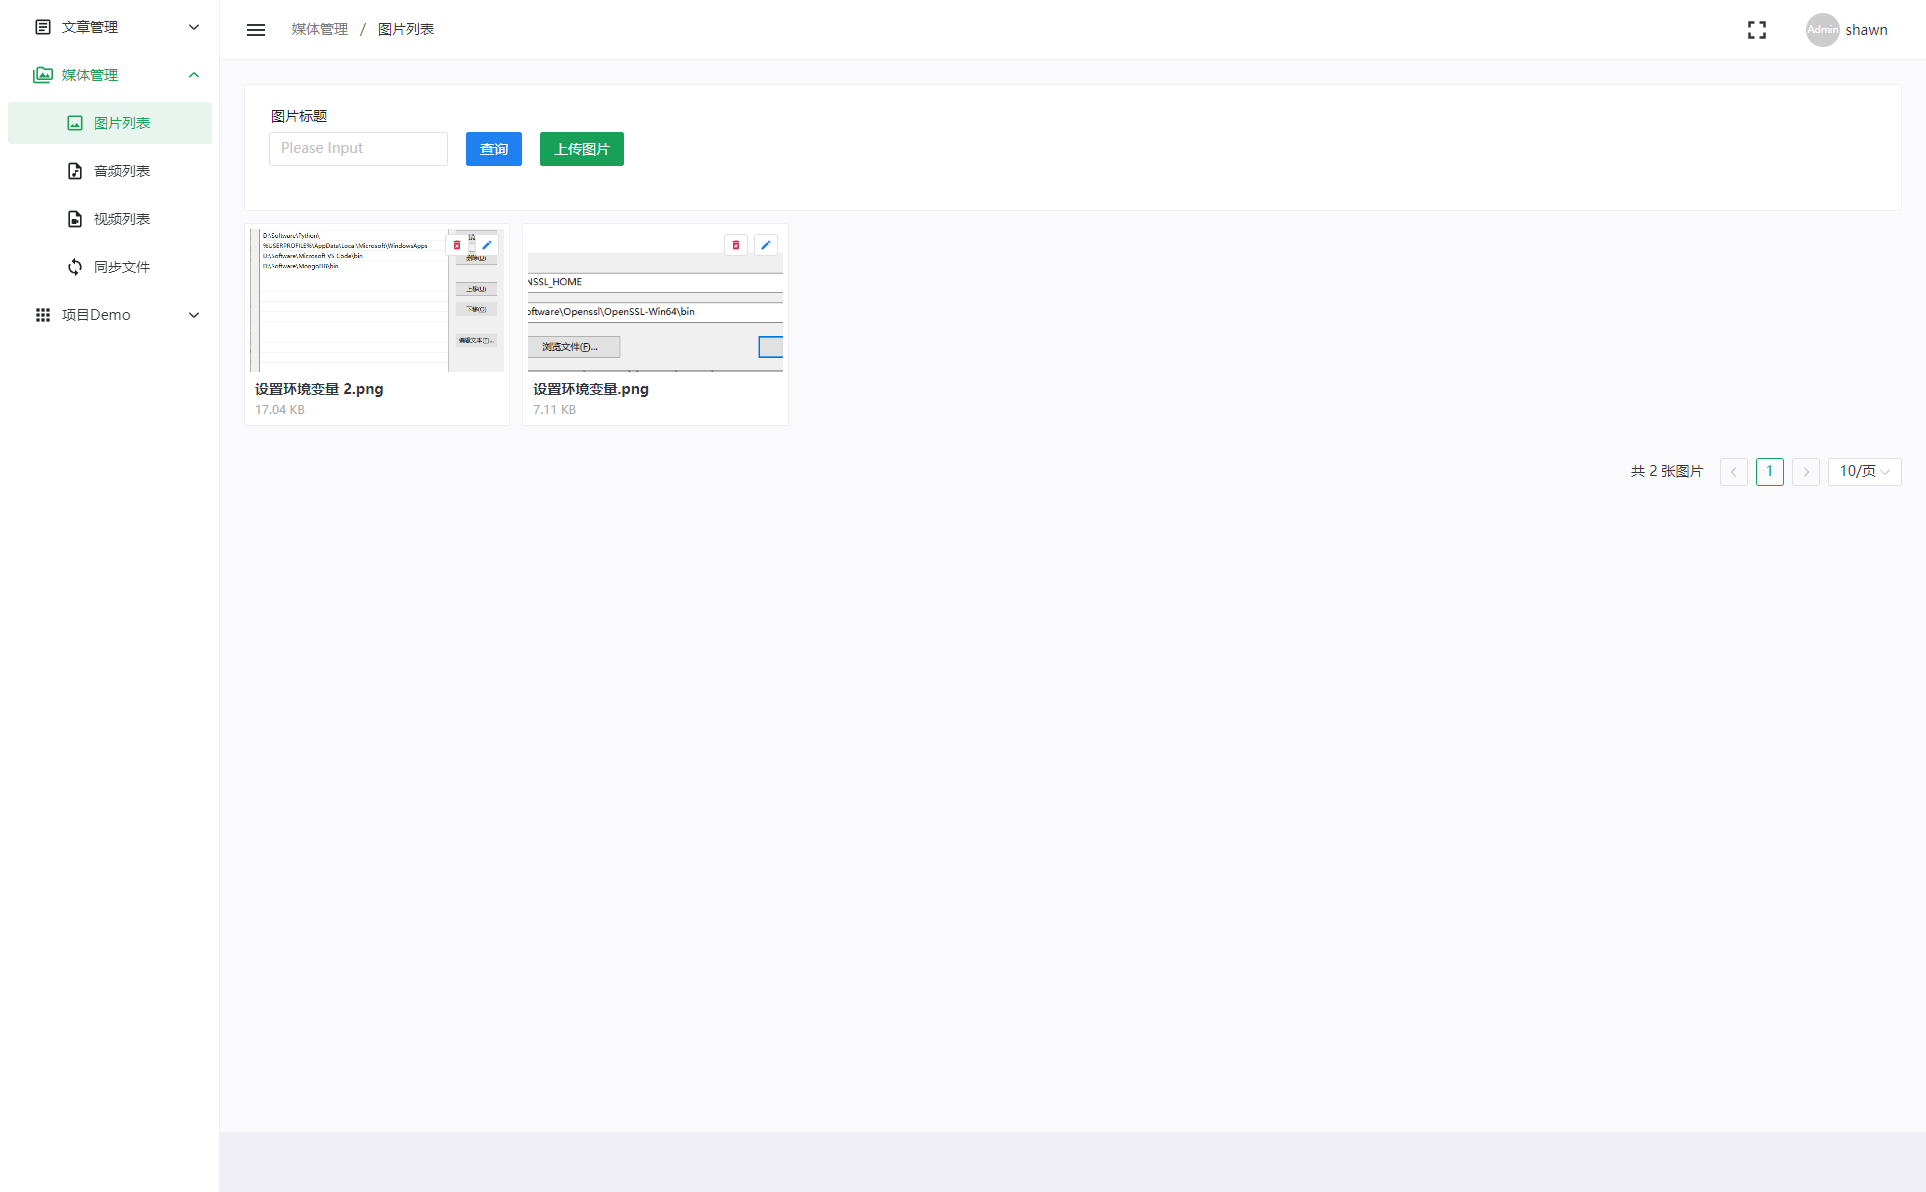 文章管理
媒体管理
图片列表
音频列表
视频列表
同步文件
项目Demo
媒体管理 / 图片列表
Admin shawn
图片标题
Please Input
查询
上传图片
D:\Software\Python\
%USERPROFILE%\AppData\Local\Microsoft\WindowsApps
D:\Software\Microsoft VS Code\bin
D:\Software\MongoDB\bin
删除(D)
上移(U)
下移(O)
编辑文本(T)...
设置环境变量 2.png
17.04 KB
NSSL_HOME
oftware\Openssl\OpenSSL-Win64\bin
浏览文件(F)...
设置环境变量.png
7.11 KB
共 2 张图片
1
10/页